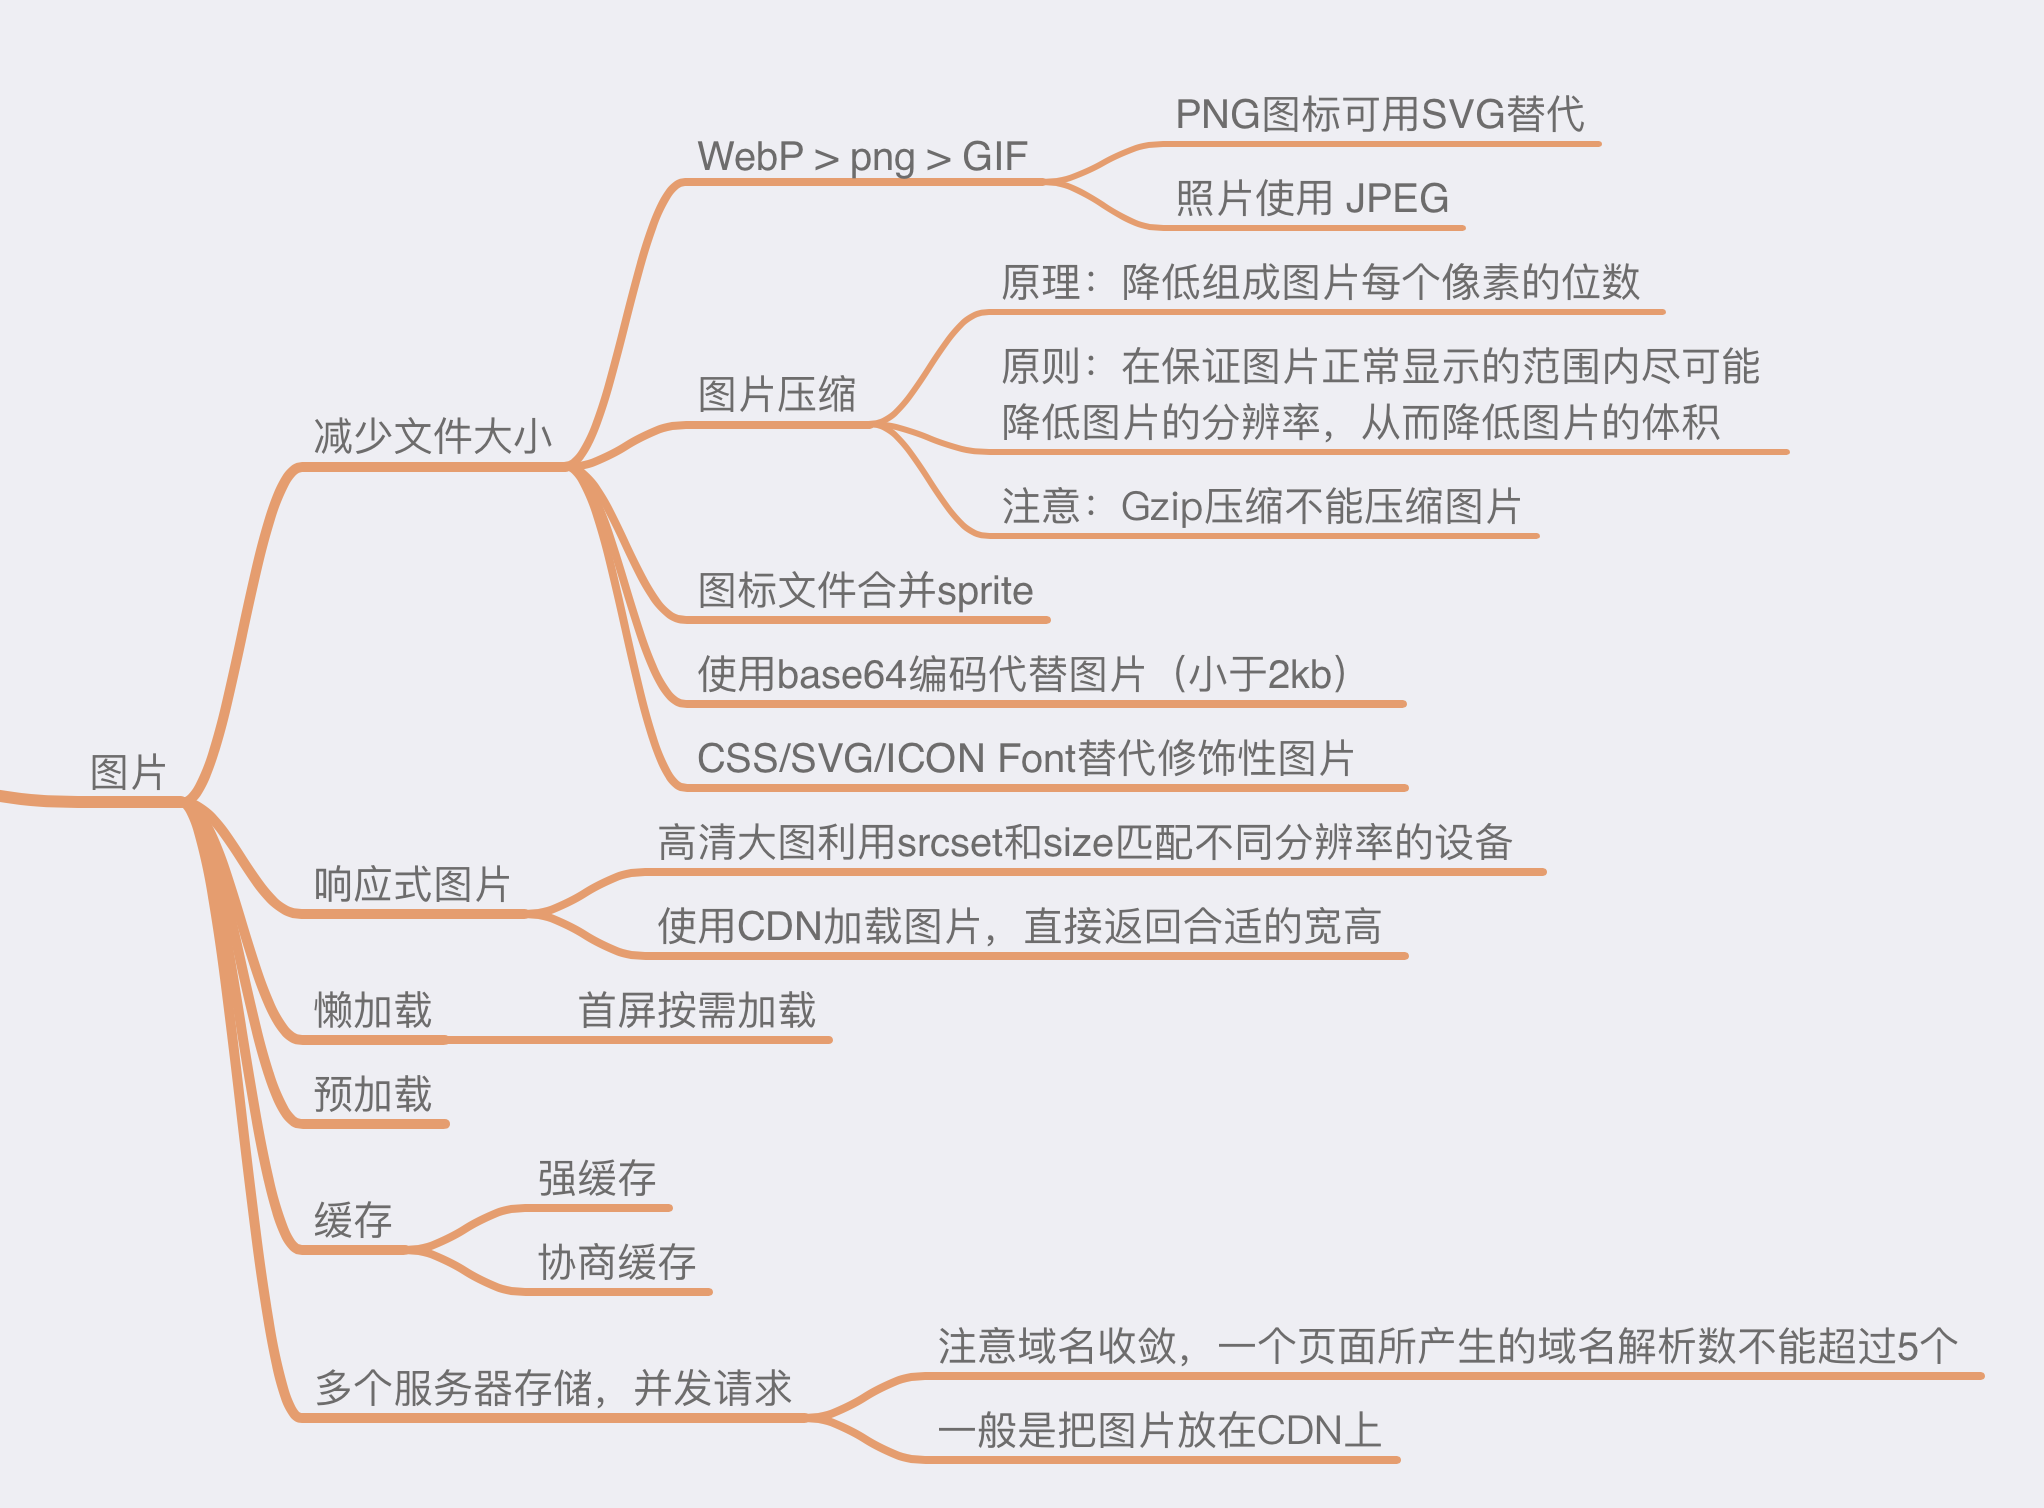 图片
减少文件大小
WebP > png > GIF
PNG图标可用SVG替代
照片使用 JPEG
图片压缩
原理：降低组成图片每个像素的位数
原则：在保证图片正常显示的范围内尽可能
降低图片的分辨率，从而降低图片的体积
注意：Gzip压缩不能压缩图片
图标文件合并sprite
使用base64编码代替图片（小于2kb）
CSS/SVG/ICON Font替代修饰性图片
响应式图片
高清大图利用srcset和size匹配不同分辨率的设备
使用CDN加载图片，直接返回合适的宽高
懒加载
首屏按需加载
预加载
缓存
强缓存
协商缓存
多个服务器存储，并发请求
注意域名收敛，一个页面所产生的域名解析数不能超过5个
一般是把图片放在CDN上